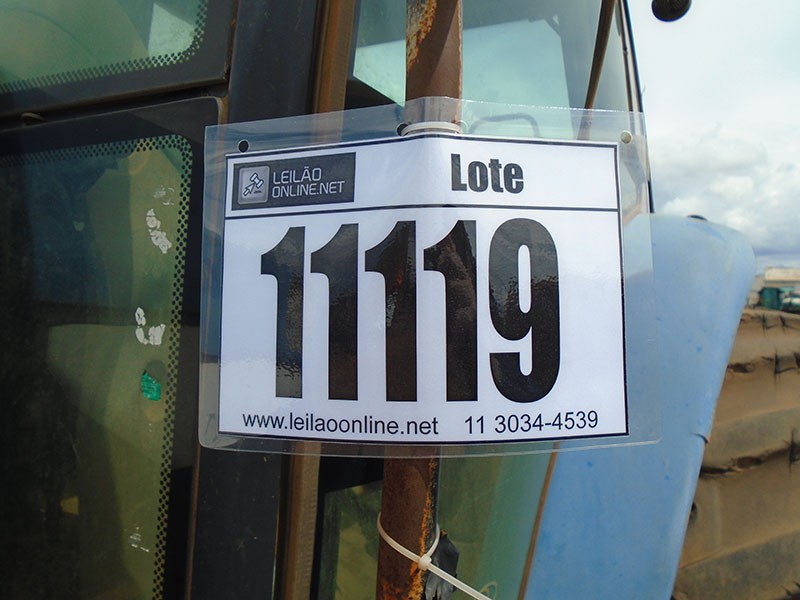 LEILÃO
ONLINE.NET
Lote
11119
www.leilaoonline.net 11 3034-4539